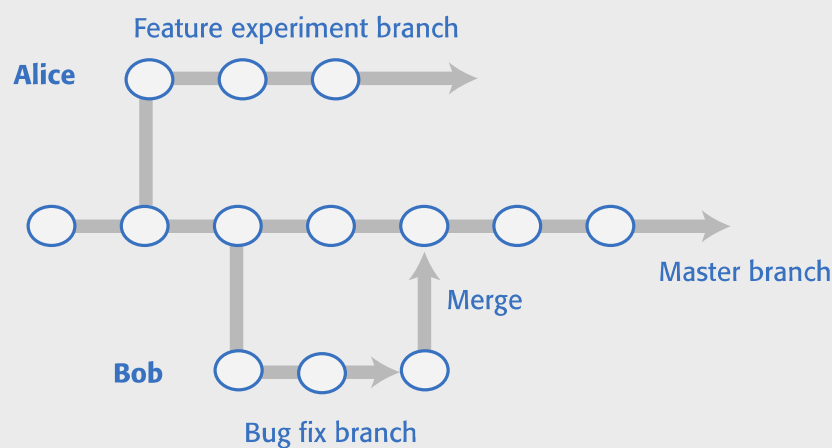 Feature experiment branch
Alice
Master branch
Merge
Bob
Bug fix branch